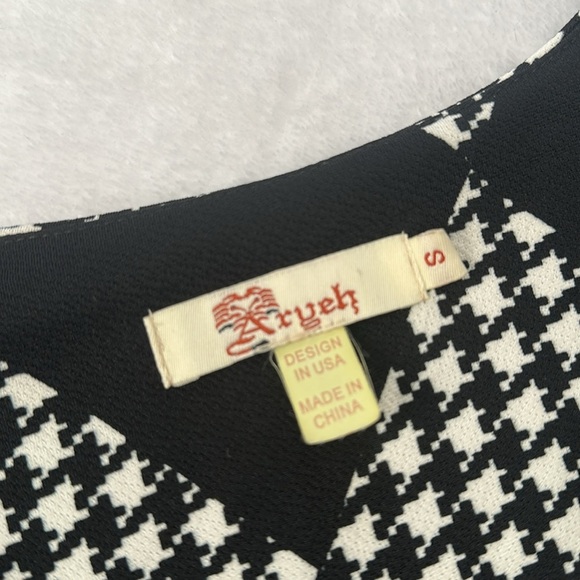 Aryeh
S
DESIGN
IN USA
MADE IN
CHINA